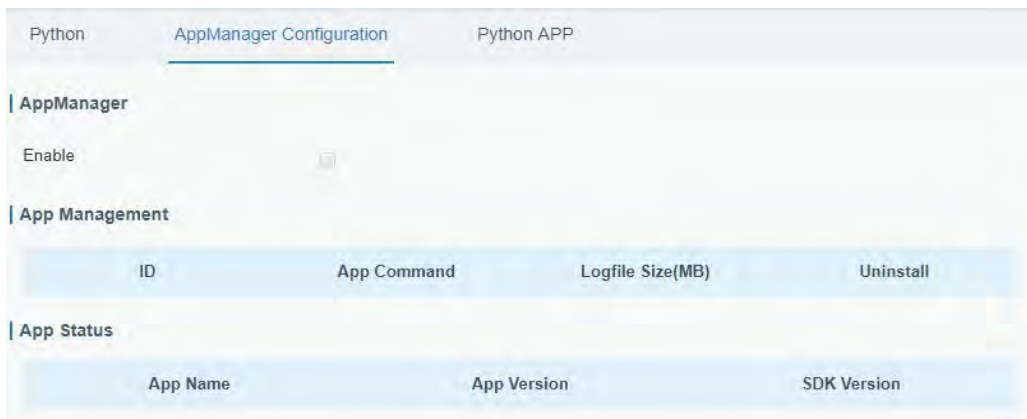 Python AppManager Configuration Python APP
AppManager
Enable
App Management
ID App Command Logfile Size(MB) Uninstall
App Status
App Name App Version SDK Version